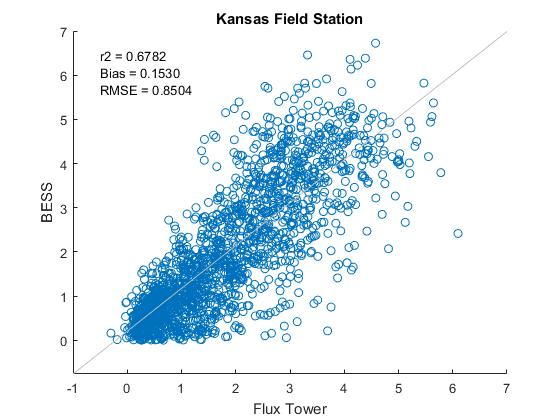 Kansas Field Station
r2 = 0.6782
Bias = 0.1530
RMSE = 0.8504
7
6
5
4
3
2
1
0
BESS
-1 0 1 2 3 4 5 6 7
Flux Tower